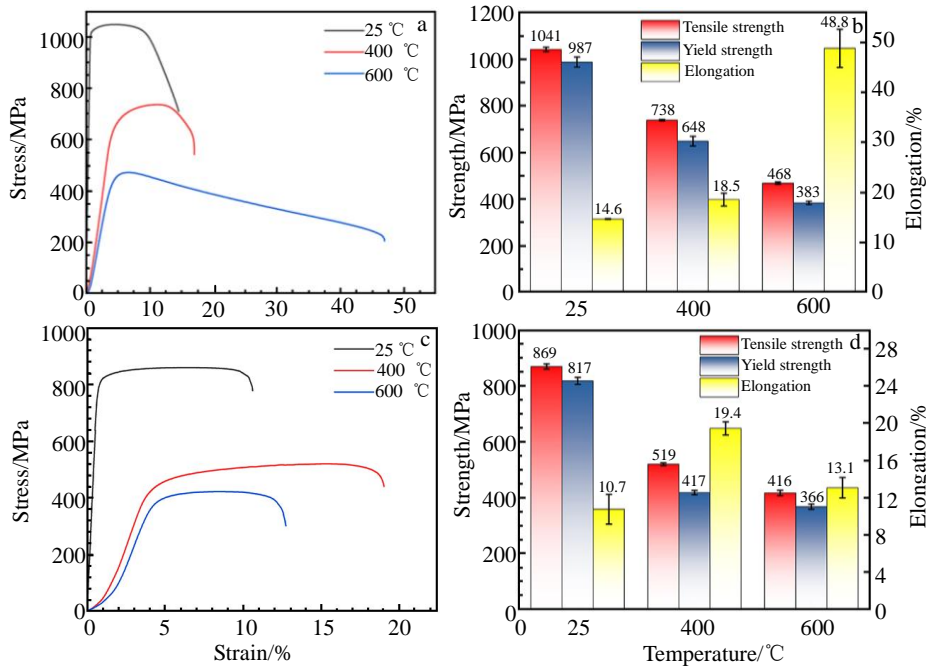 a
25 ℃
400 ℃
600 ℃
1000
800
600
400
200
0
Stress/MPa
0 10 20 30 40 50
b
Tensile strength
Yield strength
Elongation
1200
1000
800
600
400
200
0
Strength/MPa
1041
987
14.6
738
648
18.5
468
383
48.8
50
40
30
20
10
0
Elongation/%
25 400 600
c
25 ℃
400 ℃
600 ℃
1000
800
600
400
200
0
Stress/MPa
0 5 10 15 20
Strain/%
d
Tensile strength
Yield strength
Elongation
1000
800
600
400
200
0
Strength/MPa
869
817
10.7
519
417
19.4
416
366
13.1
28
24
20
16
12
8
4
0
Elongation/%
25 400 600
Temperature/℃